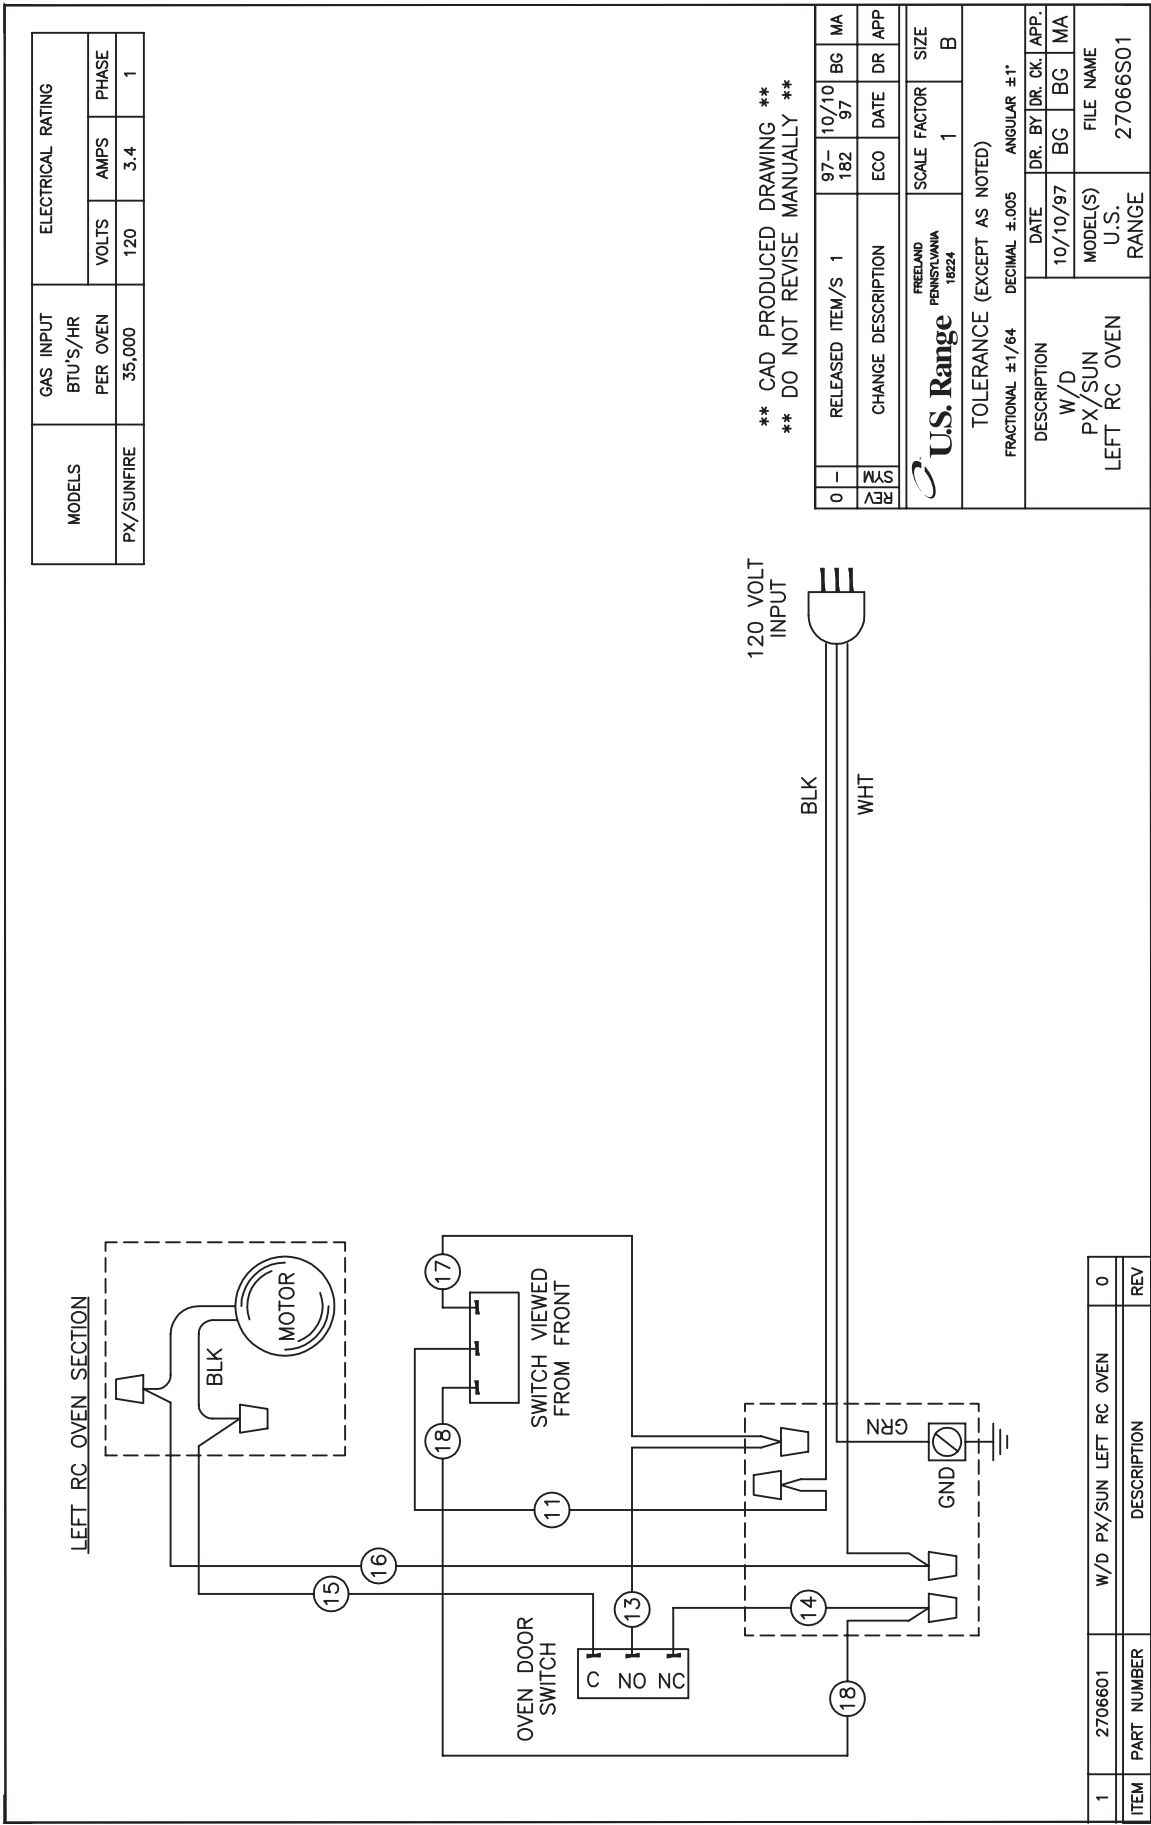 LEFT RC OVEN SECTION
BLK
MOTOR
15
16
18
17
11
SWITCH VIEWED
FROM FRONT
OVEN DOOR
SWITCH
C
NO
NC
13
14
18
GRN
GND
BLK
WHT
120 VOLT
INPUT
MODELS
GAS INPUT
BTU'S/HR
PER OVEN
ELECTRICAL RATING
VOLTS AMPS PHASE
PX/SUNFIRE 35,000 120 3.4 1
** CAD PRODUCED DRAWING **
** DO NOT REVISE MANUALLY **
0 – RELEASED ITEM/S 1 97–182 10/10 97 BG MA
REV SYM CHANGE DESCRIPTION ECO DATE DR APP
U.S. Range
FREELAND
PENNSYLVANIA
18224
SCALE FACTOR
1
SIZE
B
TOLERANCE (EXCEPT AS NOTED)
FRACTIONAL ±1/64 DECIMAL ±.005 ANGULAR ±1°
DESCRIPTION
W/D
PX/SUN
LEFT RC OVEN
DATE DR. BY DR. CK. APP.
10/10/97 BG BG MA
MODEL(S)
U.S.
RANGE
FILE NAME
27066S01
1 2706601 W/D PX/SUN LEFT RC OVEN 0
ITEM PART NUMBER DESCRIPTION REV